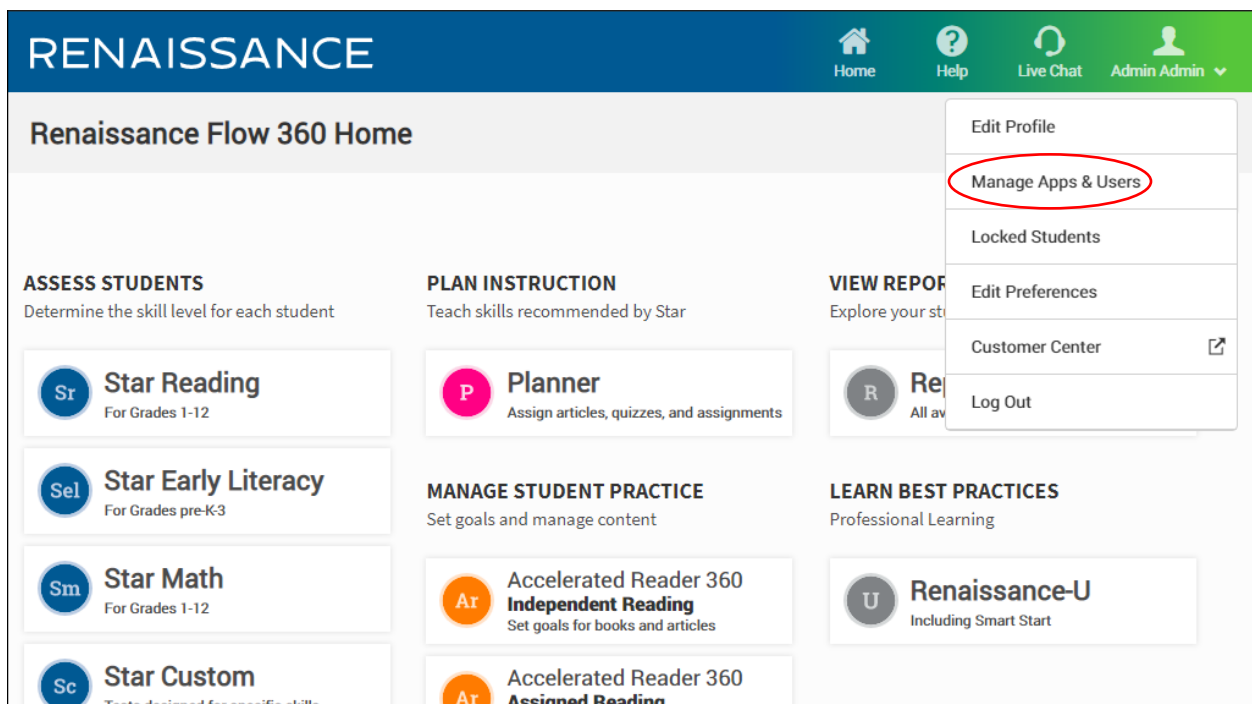 RENAISSANCE
Home
Help
Live Chat
Admin Admin
Renaissance Flow 360 Home
Edit Profile
Manage Apps & Users
Locked Students
Edit Preferences
Customer Center
Log Out
ASSESS STUDENTS
Determine the skill level for each student
Sr
Star Reading
For Grades 1-12
Sel
Star Early Literacy
For Grades pre-K-3
Sm
Star Math
For Grades 1-12
Sc
Star Custom
Tests designed for specific skills
PLAN INSTRUCTION
Teach skills recommended by Star
P
Planner
Assign articles, quizzes, and assignments
MANAGE STUDENT PRACTICE
Set goals and manage content
Ar
Accelerated Reader 360
Independent Reading
Set goals for books and articles
Ar
Accelerated Reader 360
Assigned Reading
VIEW REPOR
Explore your st
R
Rep
All av
LEARN BEST PRACTICES
Professional Learning
U
Renaissance-U
Including Smart Start